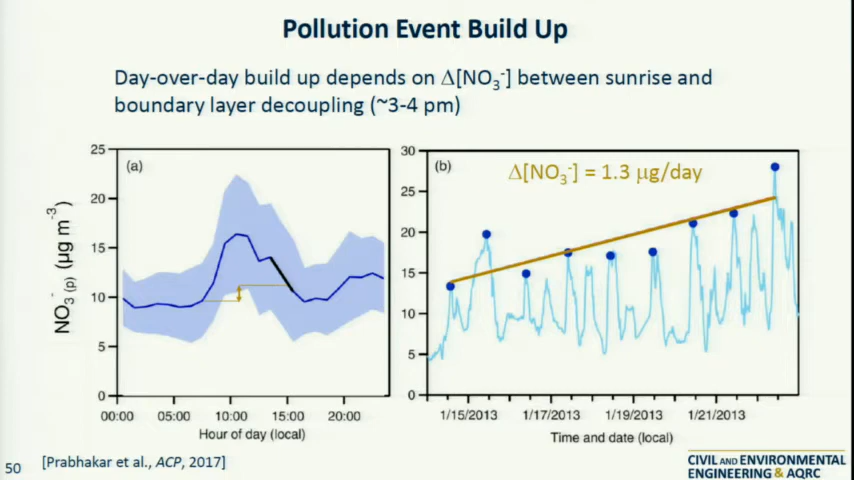 Pollution Event Build Up
Day-over-day build up depends on Δ[NO₃⁻] between sunrise and
boundary layer decoupling (~3-4 pm)
(a)
25
20
15
10
5
0
NO₃⁻(p) (µg m⁻³)
00:00 05:00 10:00 15:00 20:00
Hour of day (local)
(b)
Δ[NO₃⁻] = 1.3 µg/day
30
25
20
15
10
5
0
1/15/2013 1/17/2013 1/19/2013 1/21/2013
Time and date (local)
50
[Prabhakar et al., ACP, 2017]
CIVIL AND ENVIRONMENTAL
ENGINEERING & AQRC